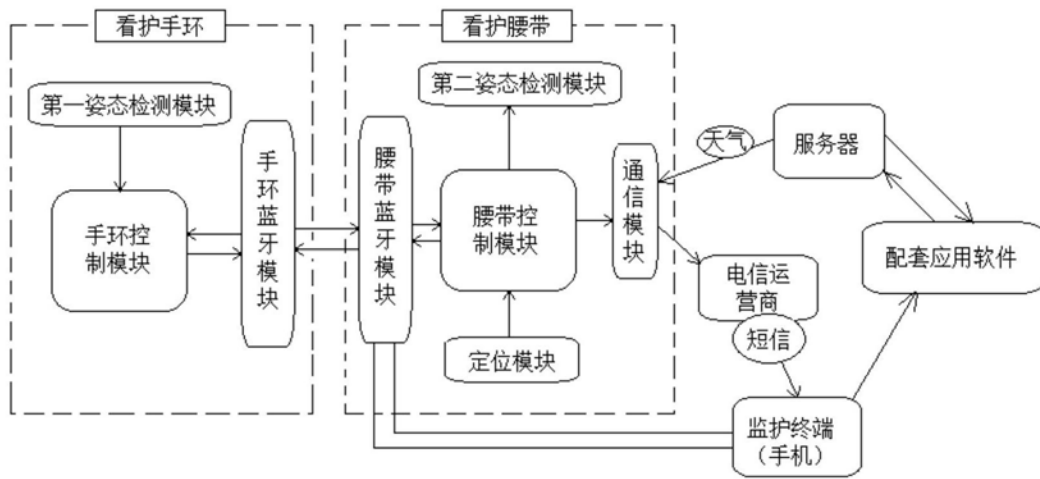 看护手环
看护腰带
第一姿态检测模块
第二姿态检测模块
手环控
制模块
手环蓝牙模块
腰带蓝牙模块
腰带控
制模块
定位模块
通信模块
天气
服务器
配套应用软件
电信运
营商
短信
监护终端
（手机）